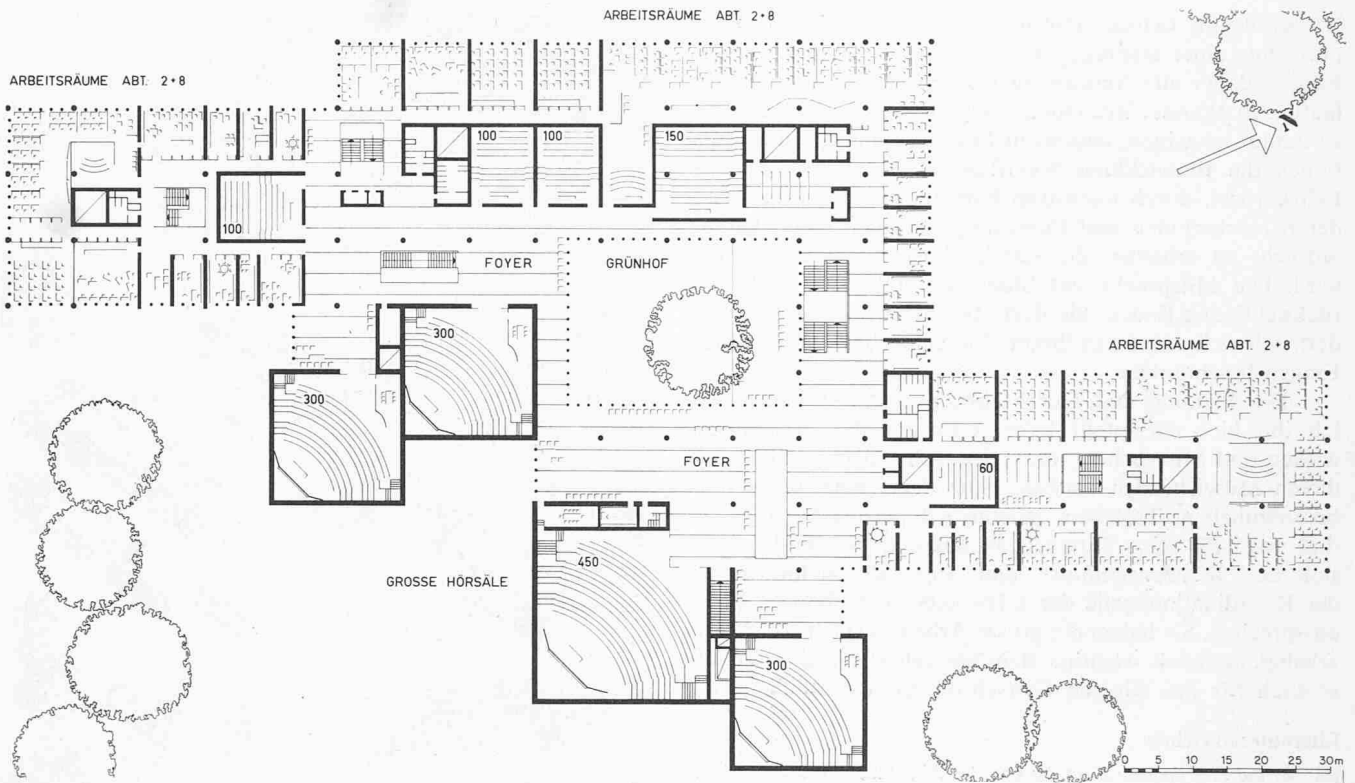 ARBEITSRÄUME ABT. 2+8
ARBEITSRÄUME ABT. 2+8
100
100
150
100
FOYER
GRÜNHOF
300
ARBEITSRÄUME ABT. 2+8
300
FOYER
60
450
GROSSE HÖRSÄLE
300
0 5 10 15 20 25 30m